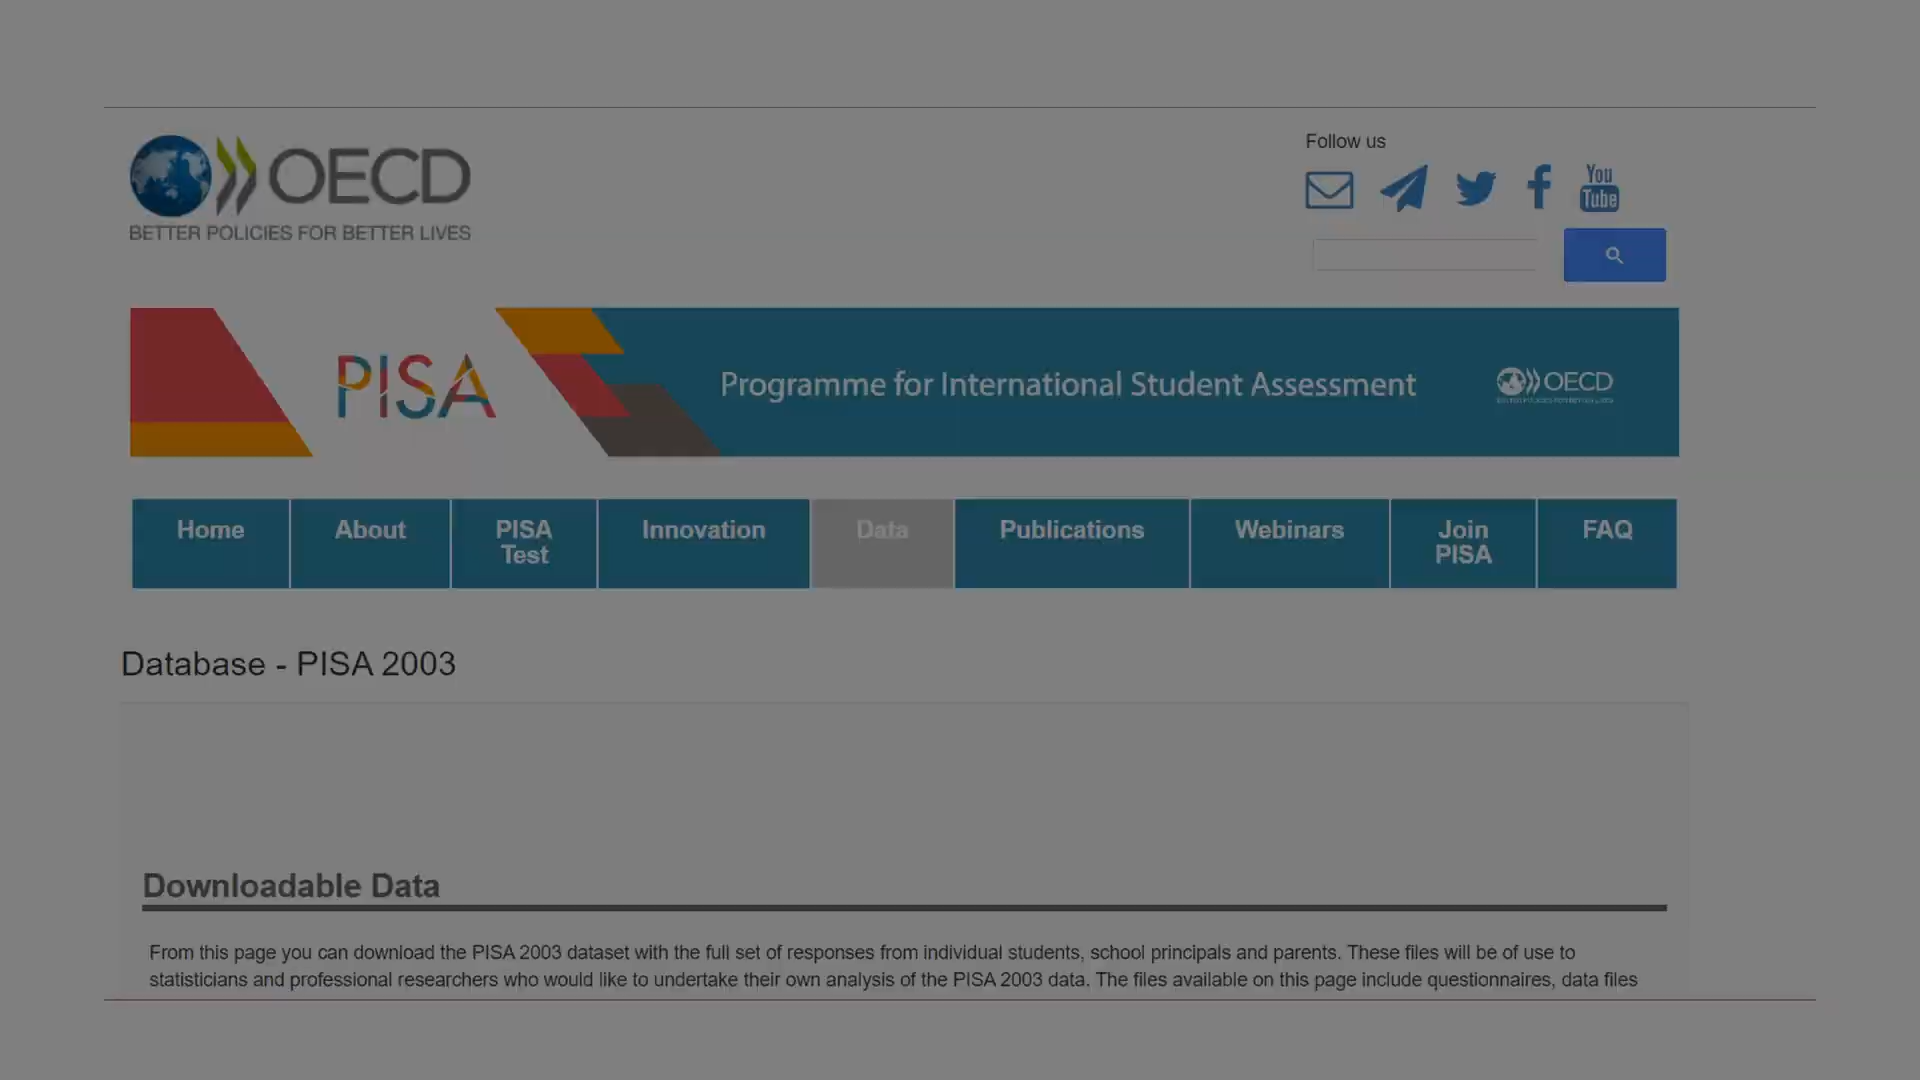 OECD
BETTER POLICIES FOR BETTER LIVES
Follow us
You
Tube
PISA
Programme for International Student Assessment
OECD
Home
About
PISA
Test
Innovation
Data
Publications
Webinars
Join
PISA
FAQ
Database - PISA 2003
Downloadable Data
From this page you can download the PISA 2003 dataset with the full set of responses from individual students, school principals and parents. These files will be of use to
statisticians and professional researchers who would like to undertake their own analysis of the PISA 2003 data. The files available on this page include questionnaires, data files